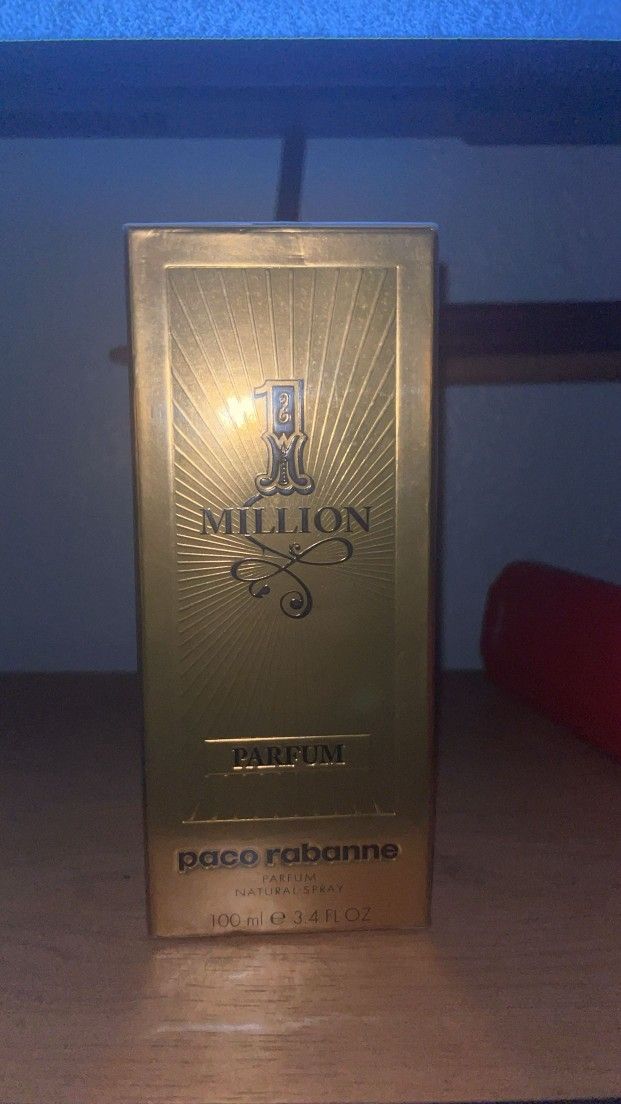 1
MILLION
PARFUM
paco rabanne
PARFUM
NATURAL SPRAY
100 ml e 3.4 FL OZ